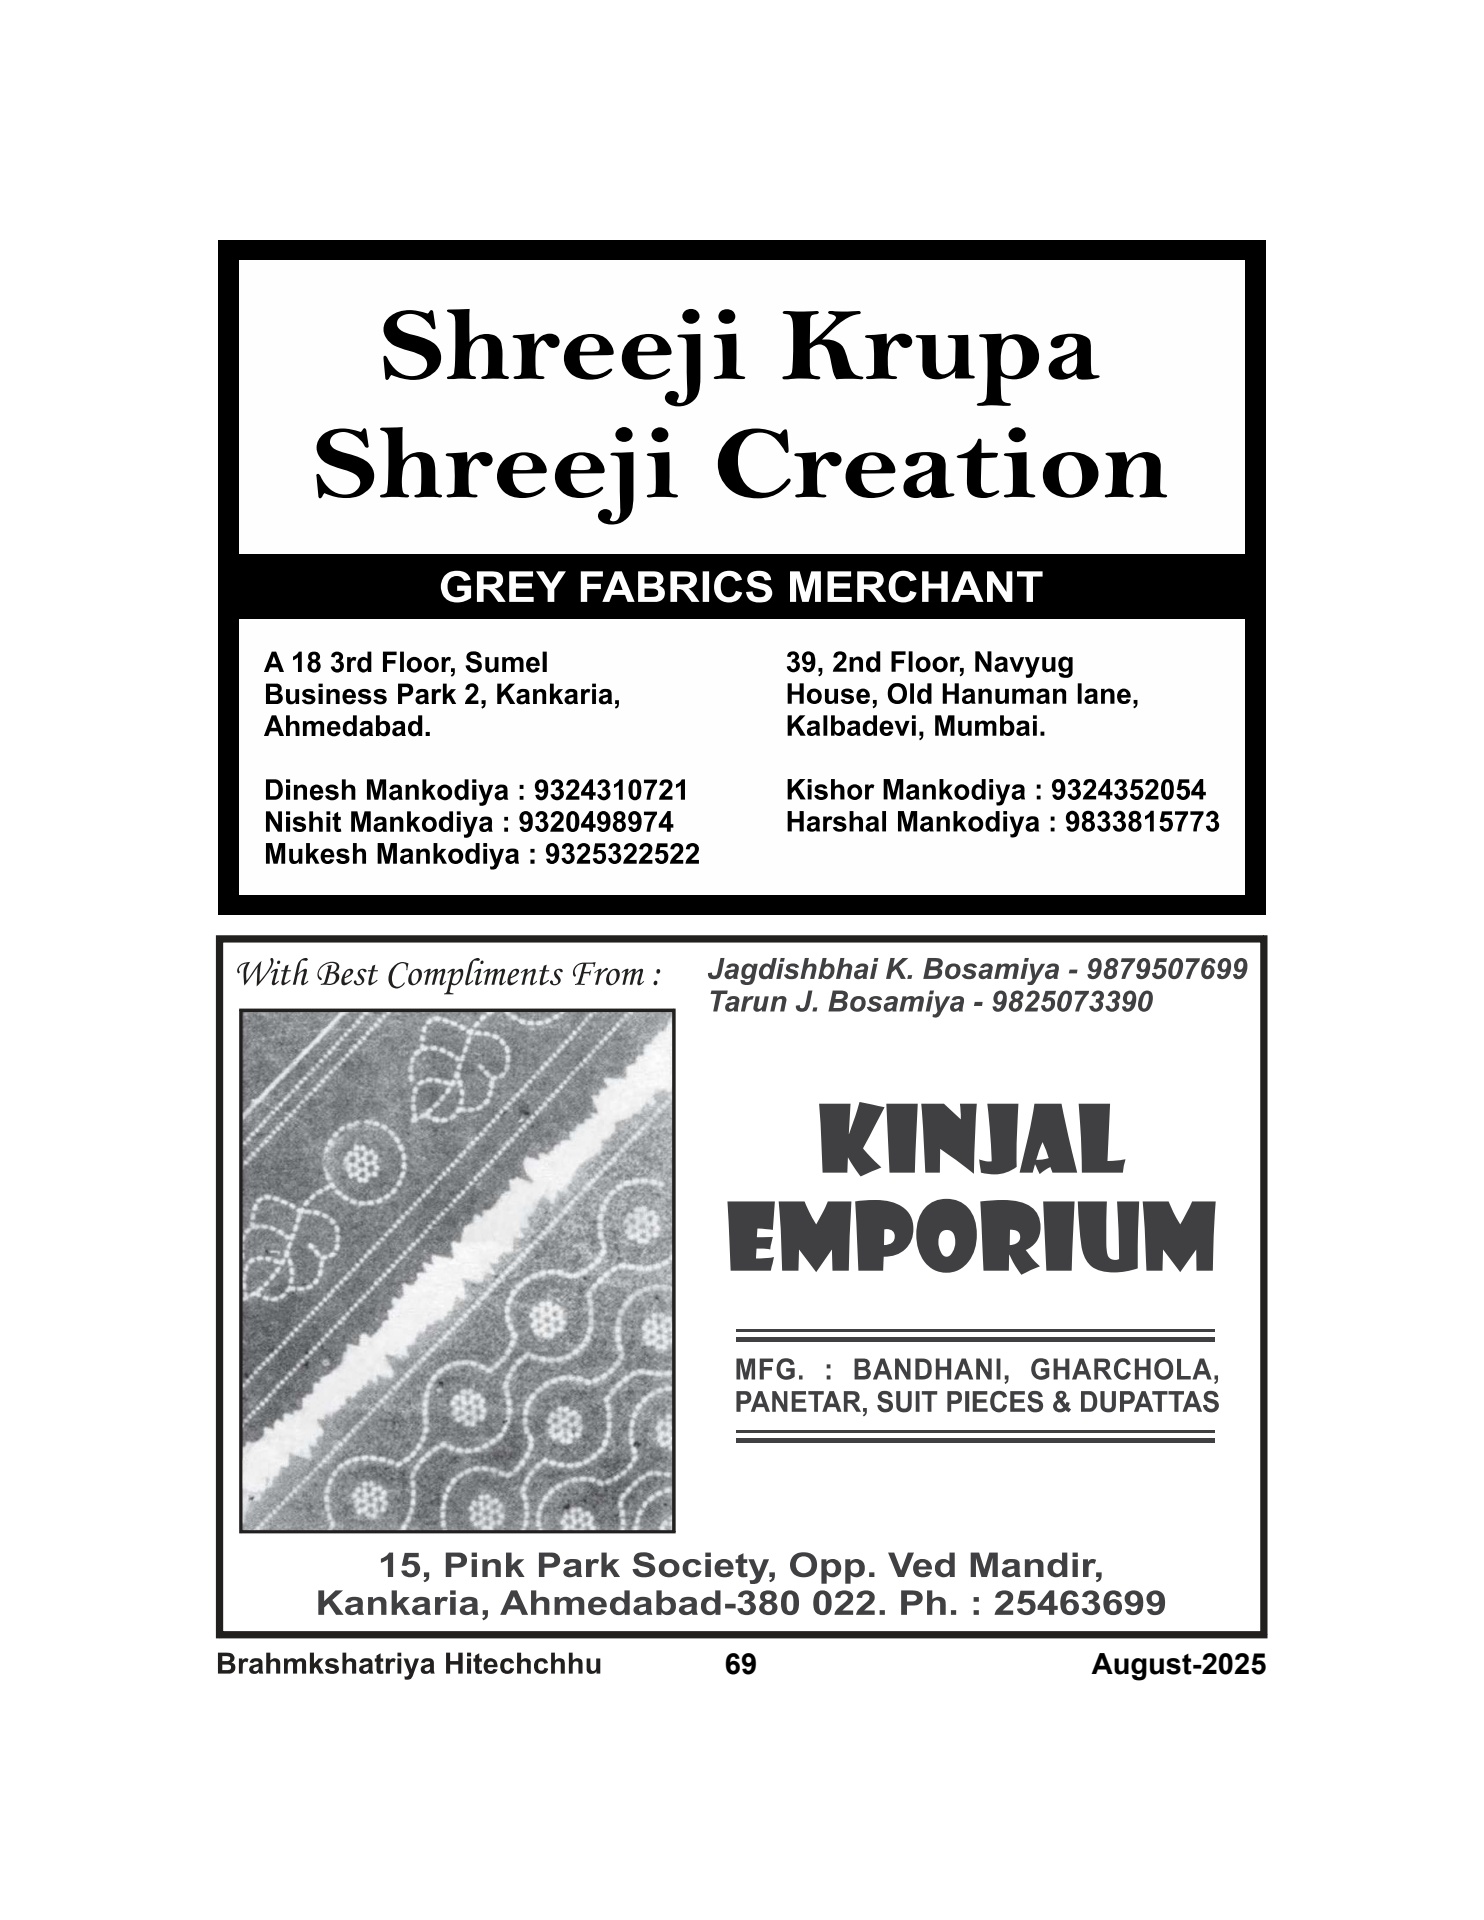 Shreeji Krupa
Shreeji Creation
GREY FABRICS MERCHANT
A 18 3rd Floor, Sumel
Business Park 2, Kankaria,
Ahmedabad.
Dinesh Mankodiya : 9324310721
Nishit Mankodiya : 9320498974
Mukesh Mankodiya : 9325322522
39, 2nd Floor, Navyug
House, Old Hanuman lane,
Kalbadevi, Mumbai.
Kishor Mankodiya : 9324352054
Harshal Mankodiya : 9833815773
With Best Compliments From :
Jagdishbhai K. Bosamiya - 9879507699
Tarun J. Bosamiya - 9825073390
KINJAL
EMPORIUM
MFG. : BANDHANI, GHARCHOLA,
PANETAR, SUIT PIECES & DUPATTAS
15, Pink Park Society, Opp. Ved Mandir,
Kankaria, Ahmedabad-380 022. Ph. : 25463699
Brahmkshatriya Hitechchhu 69 August-2025